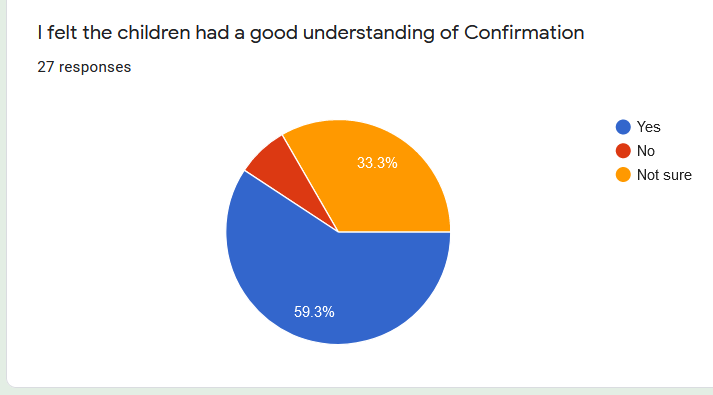 I felt the children had a good understanding of Confirmation
27 responses
Yes
No
Not sure
33.3%
59.3%